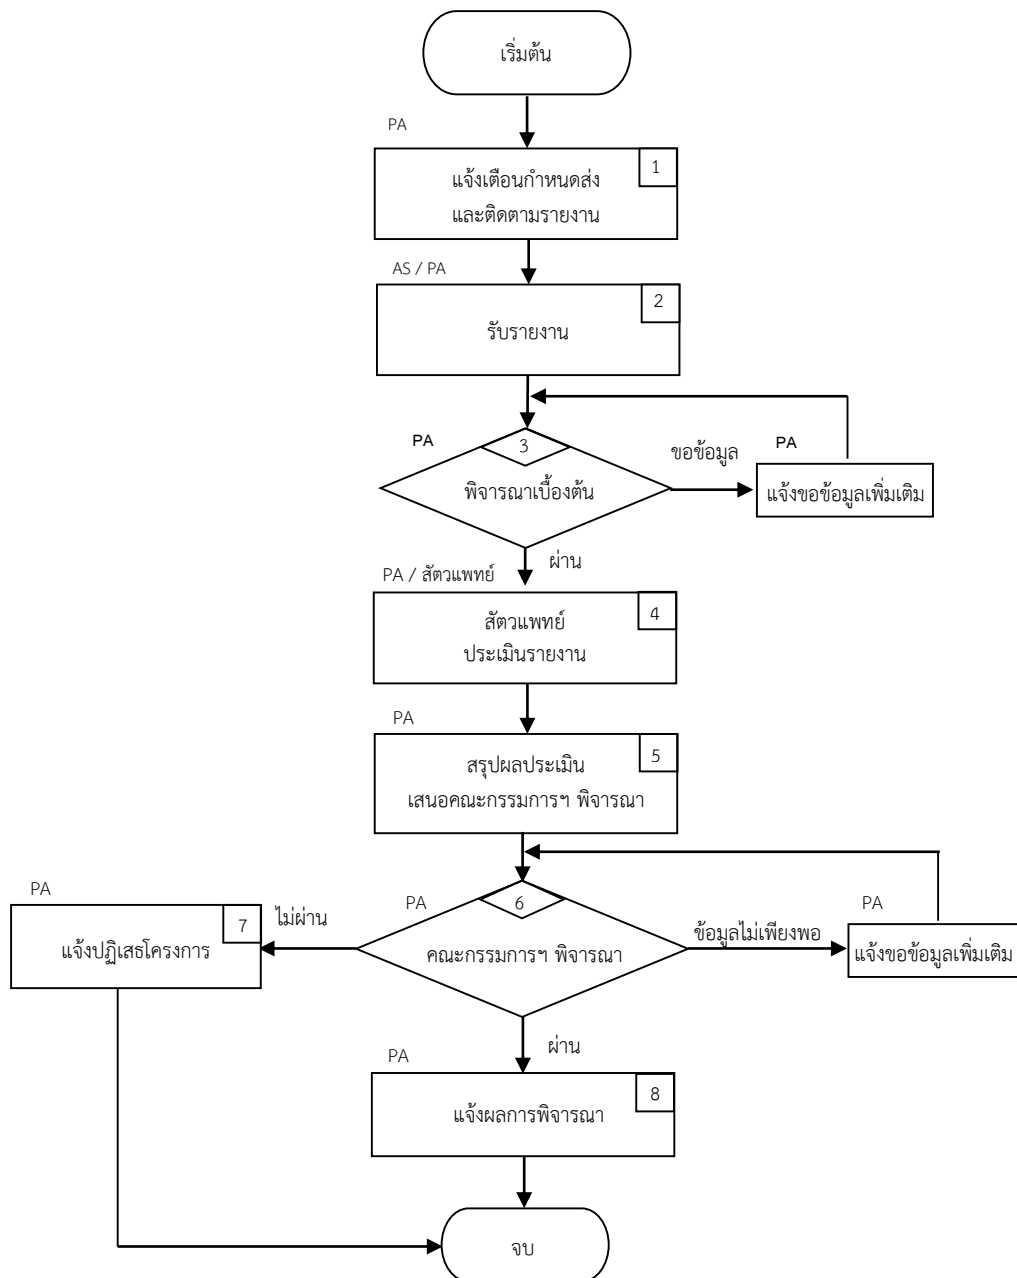 เริ่มต้น
PA
1
แจ้งเตือนกำหนดส่ง
และติดตามรายงาน
AS / PA
2
รับรายงาน
PA
3
ขอข้อมูล
PA
พิจารณาเบื้องต้น
แจ้งขอข้อมูลเพิ่มเติม
ผ่าน
PA / สัตวแพทย์
4
สัตวแพทย์
ประเมินรายงาน
PA
5
สรุปผลประเมิน
เสนอคณะกรรมการฯ พิจารณา
PA
PA
6
PA
7
ไม่ผ่าน
ข้อมูลไม่เพียงพอ
แจ้งปฏิเสธโครงการ
คณะกรรมการฯ พิจารณา
แจ้งขอข้อมูลเพิ่มเติม
ผ่าน
PA
8
แจ้งผลการพิจารณา
จบ